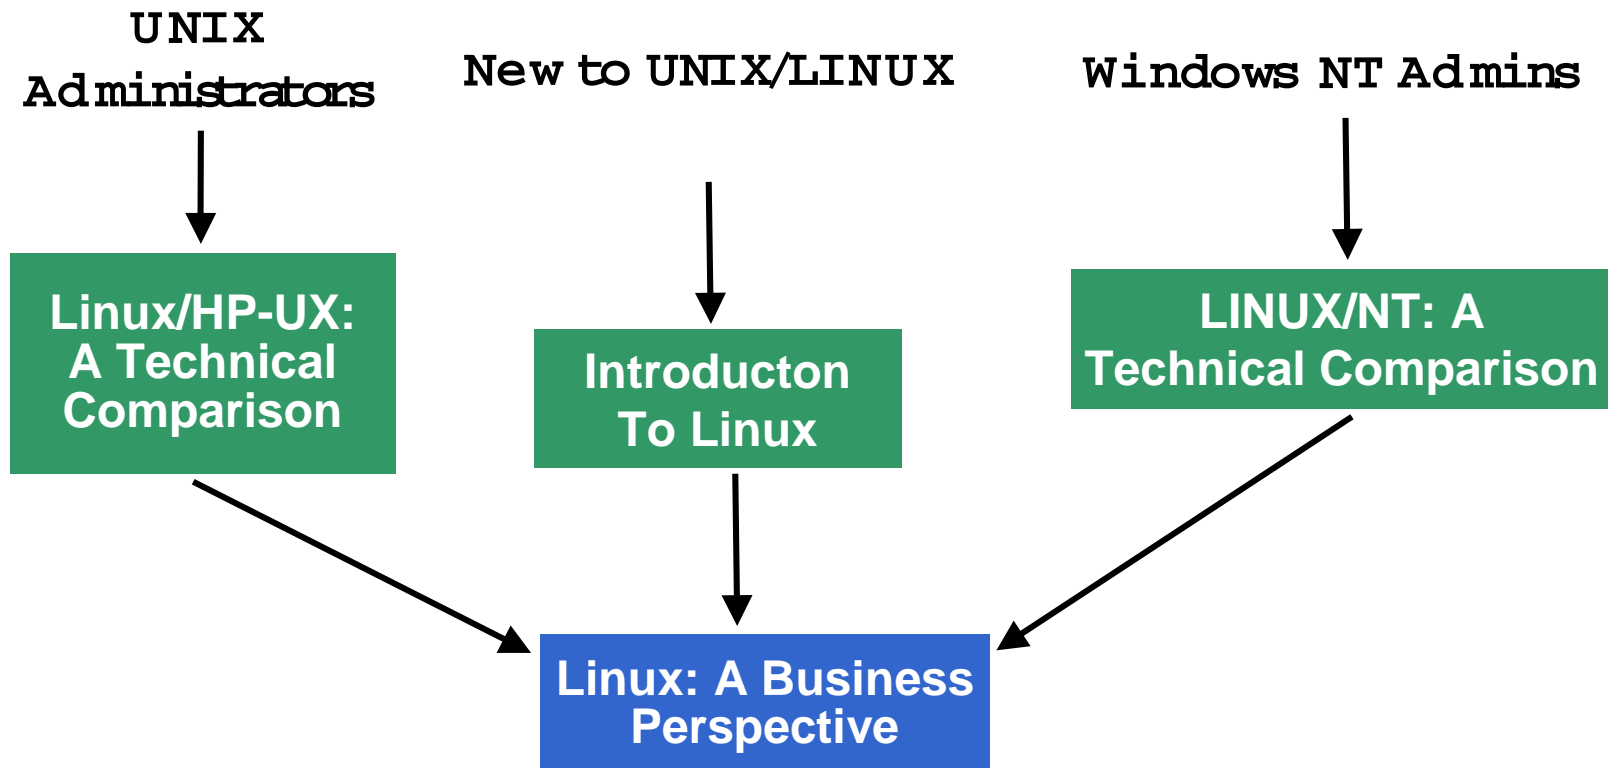 UNIX
Administrators
New to UNIX/LINUX
Windows NT Admins
Linux/HP-UX:
A Technical
Comparison
Introducton
To Linux
LINUX/NT: A
Technical Comparison
Linux: A Business
Perspective